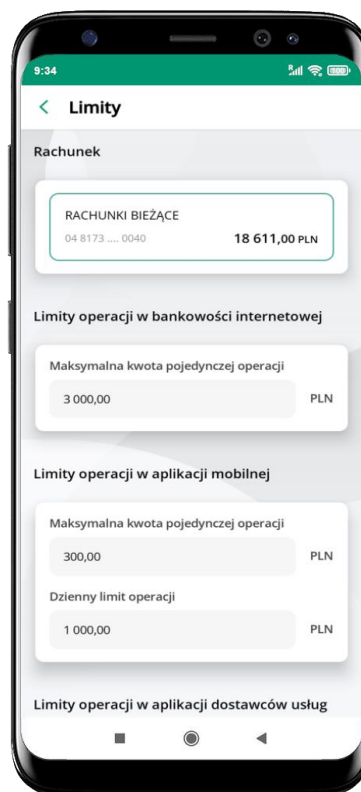 9:34
Limity
Rachunek
RACHUNKI BIEŻĄCE
04 8173 .... 0040
18 611,00 PLN
Limity operacji w bankowości internetowej
Maksymalna kwota pojedynczej operacji
3 000,00
PLN
Limity operacji w aplikacji mobilnej
Maksymalna kwota pojedynczej operacji
300,00
PLN
Dzienny limit operacji
1 000,00
PLN
Limity operacji w aplikacji dostawców usług